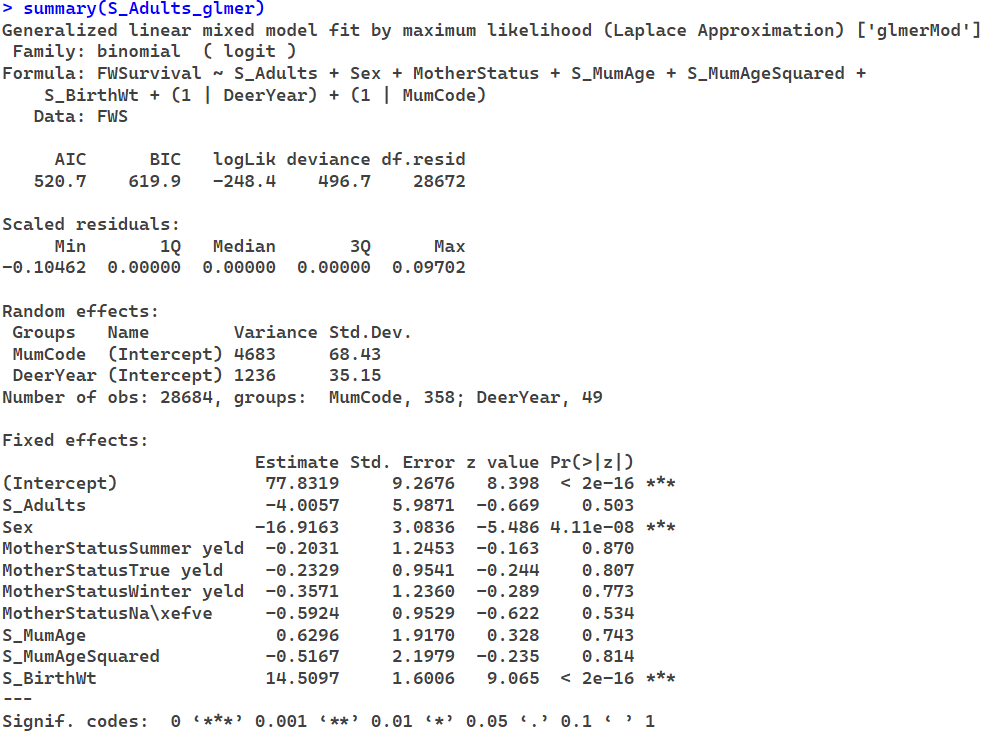 > summary(S_Adults_glmer)
Generalized linear mixed model fit by maximum likelihood (Laplace Approximation) ['glmerMod']
 Family: binomial  ( logit )
Formula: FWSurvival ~ S_Adults + Sex + MotherStatus + S_MumAge + S_MumAgeSquared +
    S_BirthWt + (1 | DeerYear) + (1 | MumCode)
   Data: FWS

     AIC      BIC   logLik deviance df.resid
   520.7    619.9   -248.4    496.7    28672

Scaled residuals:
     Min       1Q   Median       3Q      Max
-0.10462  0.00000  0.00000  0.00000  0.09702

Random effects:
 Groups   Name        Variance Std.Dev.
 MumCode  (Intercept) 4683     68.43
 DeerYear (Intercept) 1236     35.15
Number of obs: 28684, groups:  MumCode, 358; DeerYear, 49

Fixed effects:
                        Estimate Std. Error z value Pr(>|z|)
(Intercept)              77.8319     9.2676   8.398  < 2e-16 ***
S_Adults                 -4.0057     5.9871  -0.669    0.503
Sex                     -16.9163     3.0836  -5.486 4.11e-08 ***
MotherStatusSummer yeld  -0.2031     1.2453  -0.163    0.870
MotherStatusTrue yeld    -0.2329     0.9541  -0.244    0.807
MotherStatusWinter yeld  -0.3571     1.2360  -0.289    0.773
MotherStatusNa\xefve     -0.5924     0.9529  -0.622    0.534
S_MumAge                  0.6296     1.9170   0.328    0.743
S_MumAgeSquared          -0.5167     2.1979  -0.235    0.814
S_BirthWt                14.5097     1.6006   9.065  < 2e-16 ***
---
Signif. codes:  0 ‘***’ 0.001 ‘**’ 0.01 ‘*’ 0.05 ‘.’ 0.1 ‘ ’ 1